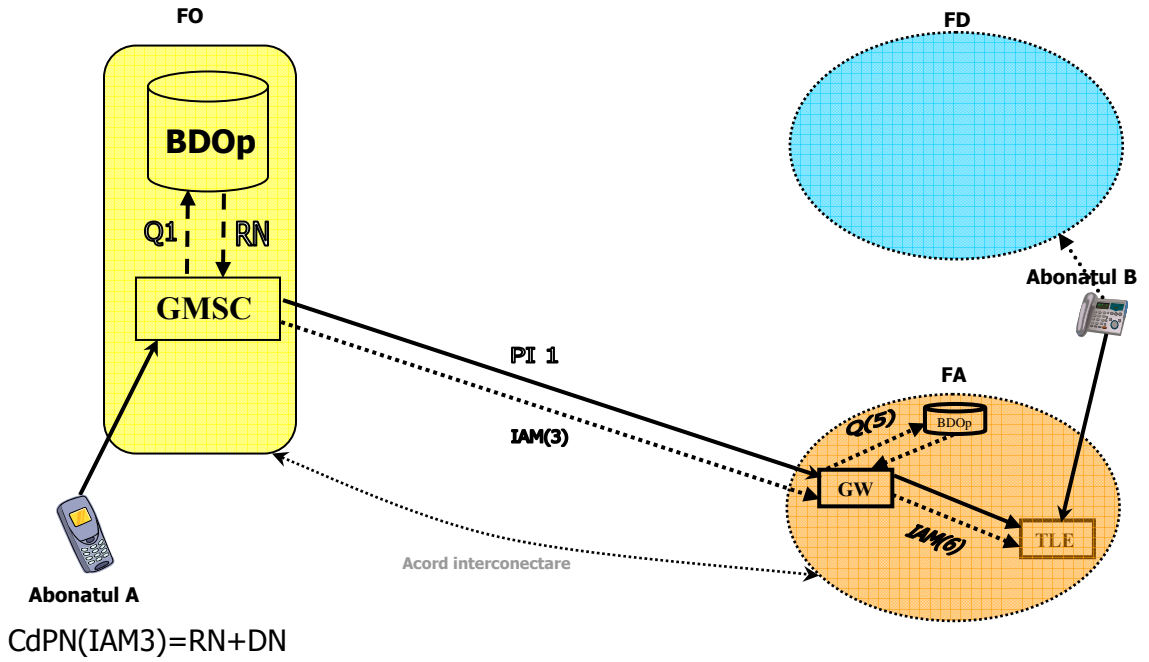 FO
FD
BDOp
Q1
RN
GMSC
Abonatul B
PI 1
FA
IAM(3)
Q(5)
BDOp
GW
IAM(6)
TLE
Acord interconectare
Abonatul A
CdPN(IAM3)=RN+DN